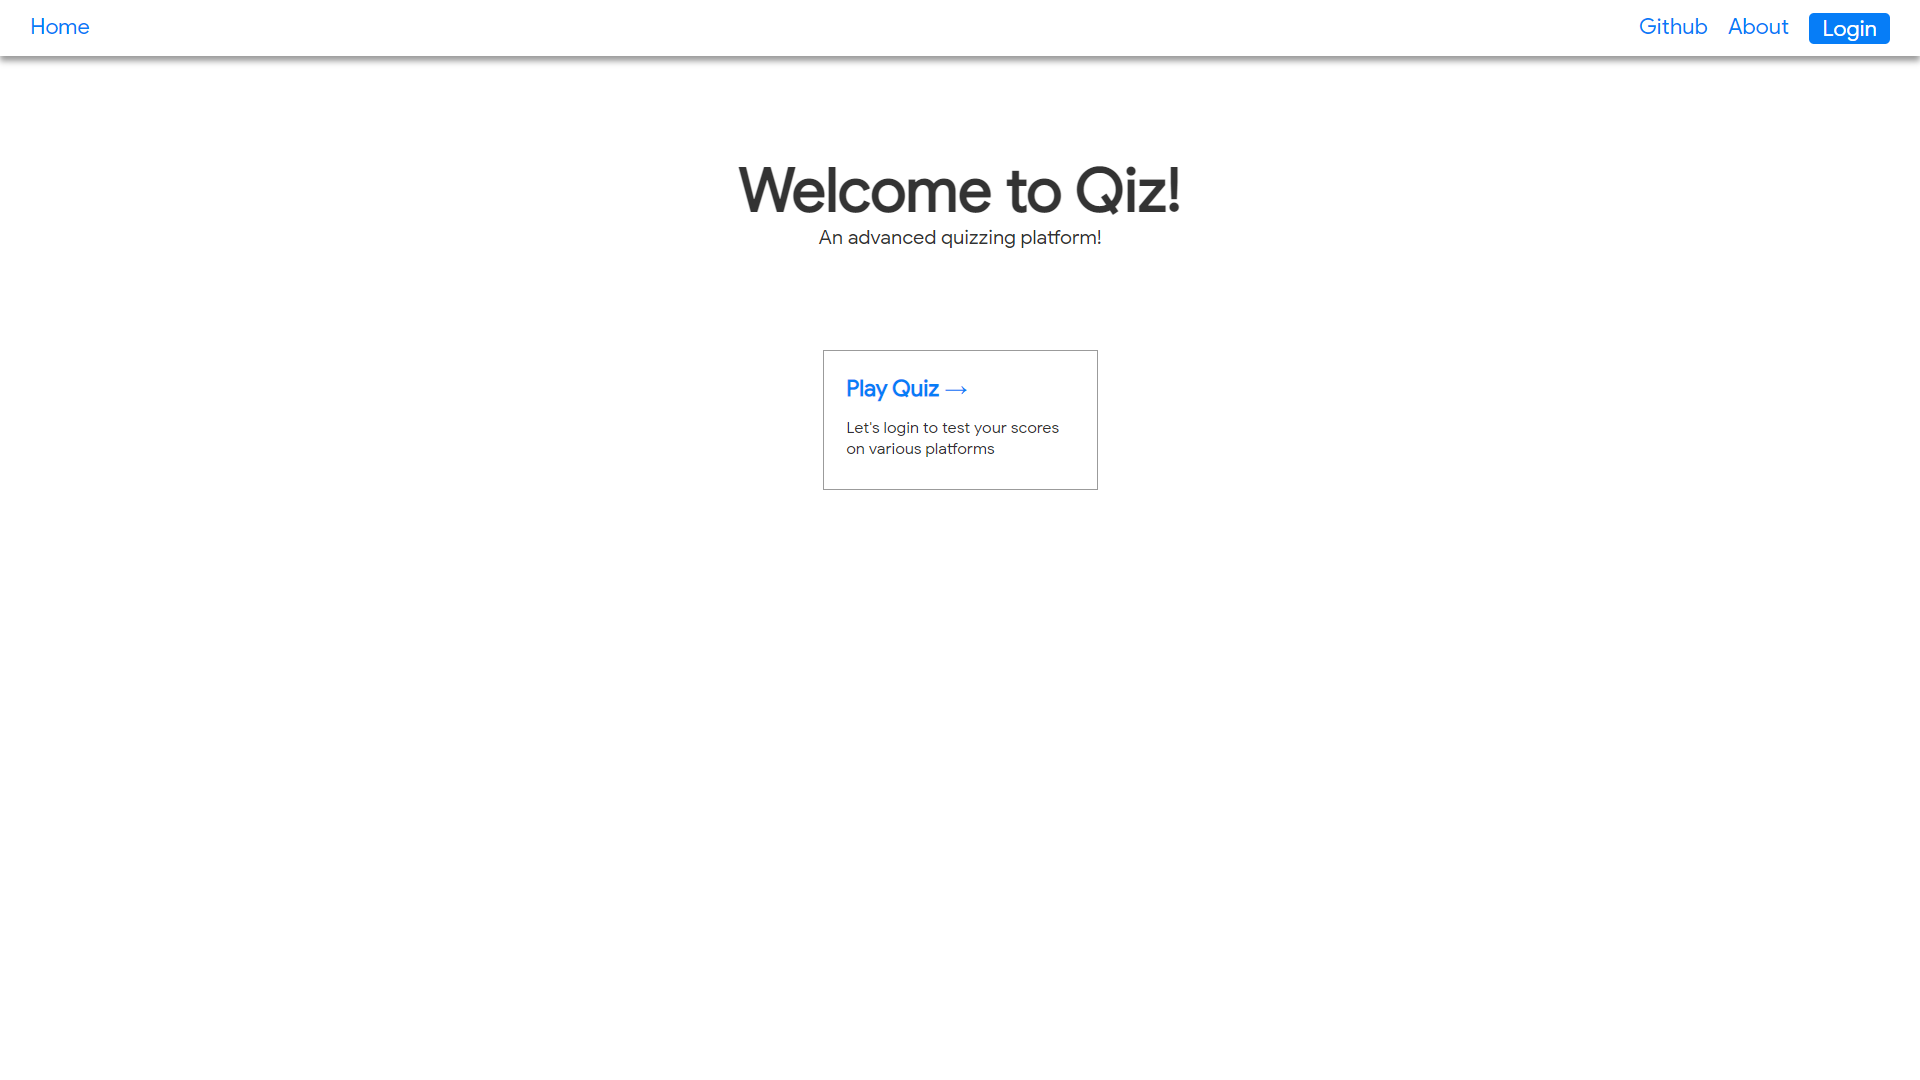 Home
Github
About
Login
Welcome to Qiz!
An advanced quizzing platform!
Play Quiz →
Let's login to test your scores
on various platforms